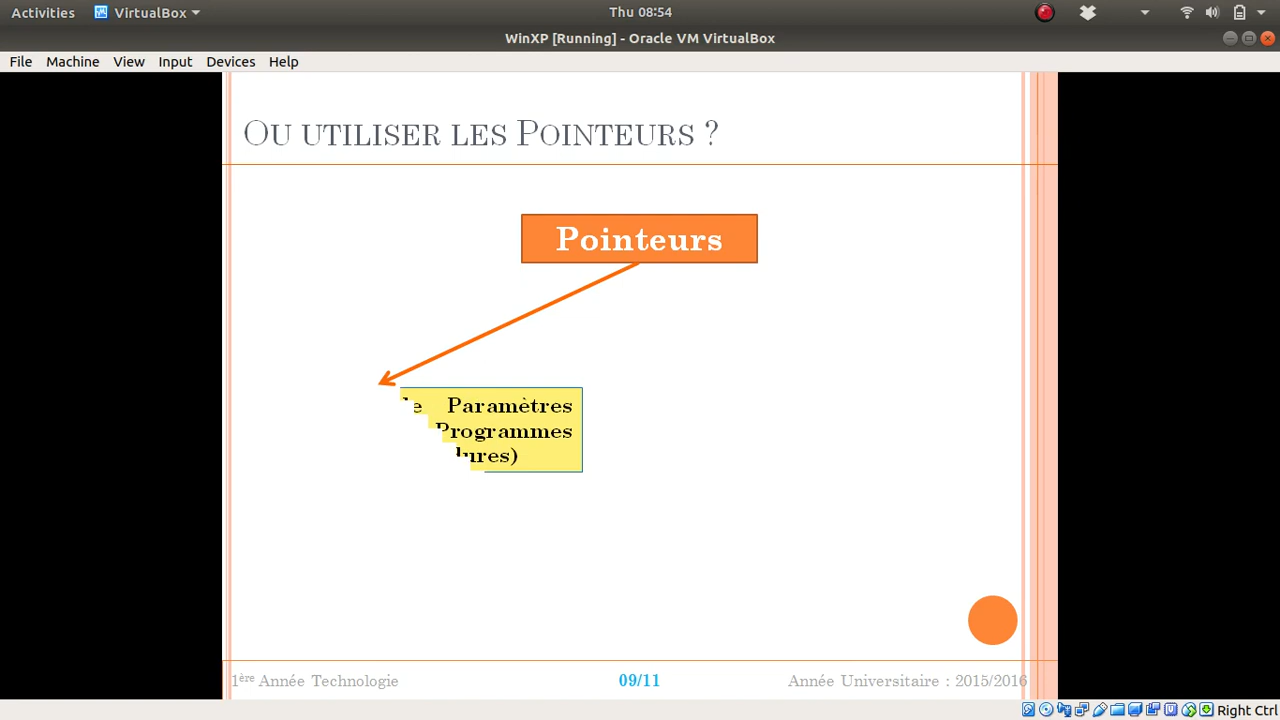 Activities VirtualBox Thu 08:54
WinXP [Running] - Oracle VM VirtualBox
File Machine View Input Devices Help
OU UTILISER LES POINTEURS ?
Pointeurs
Paramètres
Programmes
1ère Année Technologie 09/11 Année Universitaire : 2015/2016
Right Ctrl